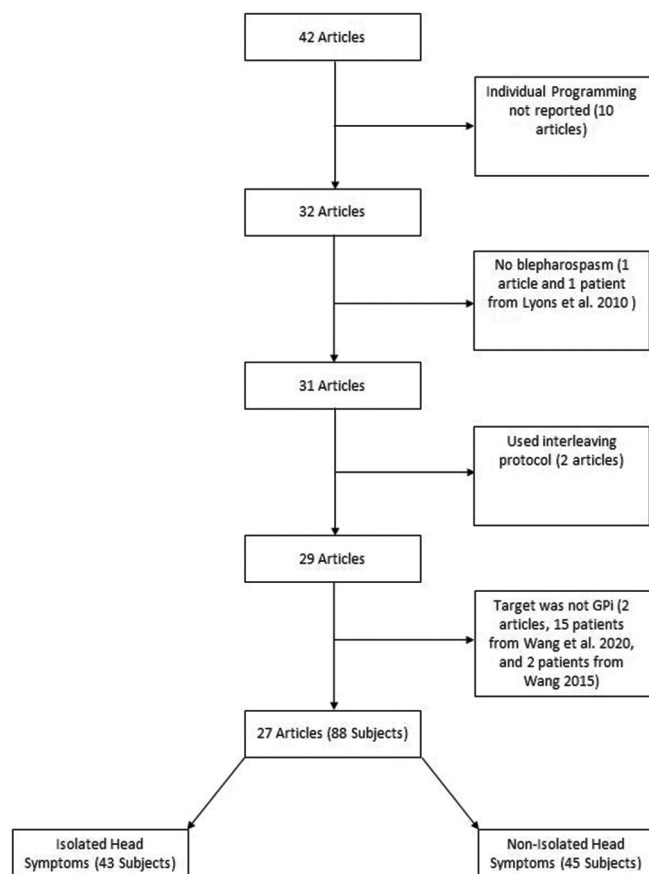 42 Articles
Individual Programming
not reported (10
articles)
32 Articles
No blepharospasm (1
article and 1 patient
from Lyons et al. 2010 )
31 Articles
Used interleaving
protocol (2 articles)
29 Articles
Target was not GPi (2
articles, 15 patients
from Wang et al. 2020,
and 2 patients from
Wang 2015)
27 Articles (88 Subjects)
Isolated Head
Symptoms (43 Subjects)
Non-Isolated Head
Symptoms (45 Subjects)